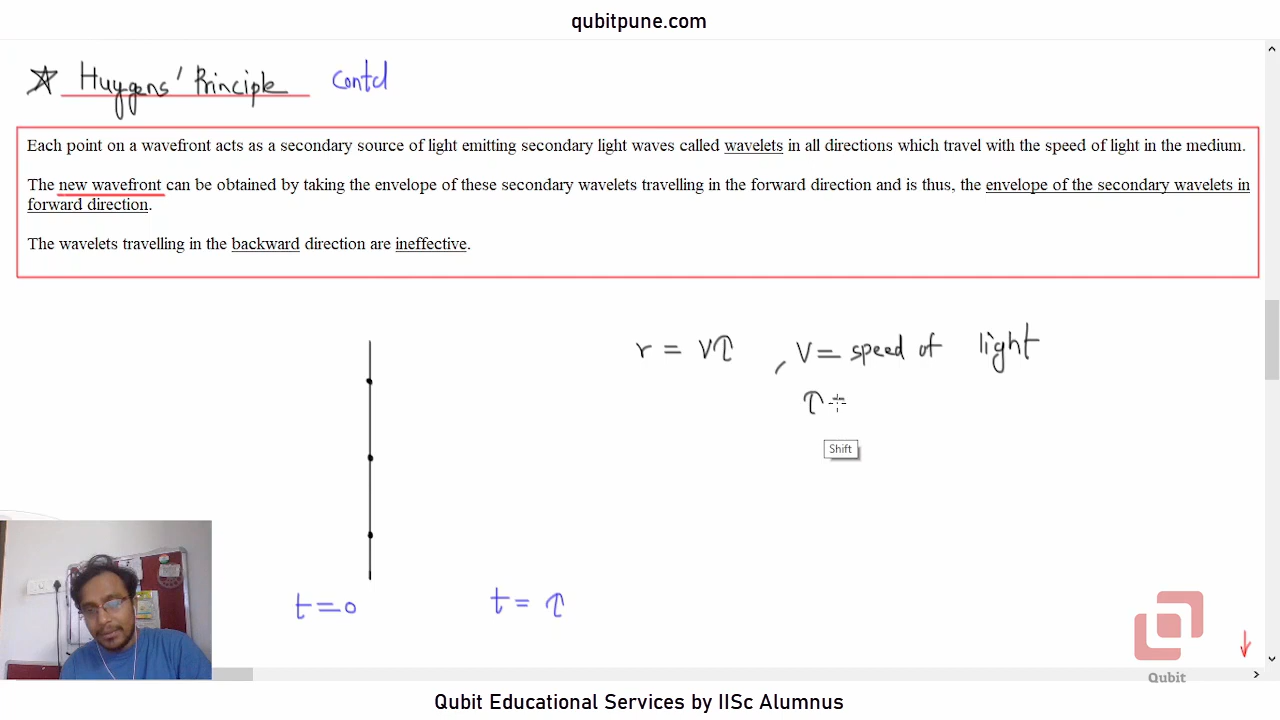 qubitpune.com
Huygens' Principle Contd
Each point on a wavefront acts as a secondary source of light emitting secondary light waves called wavelets in all directions which travel with the speed of light in the medium.
The new wavefront can be obtained by taking the envelope of these secondary wavelets travelling in the forward direction and is thus, the envelope of the secondary wavelets in
forward direction.
The wavelets travelling in the backward direction are ineffective.
r = vτ , v = speed of light
τ
Shift
t = 0 t = τ
Qubit
Qubit Educational Services by IISc Alumnus